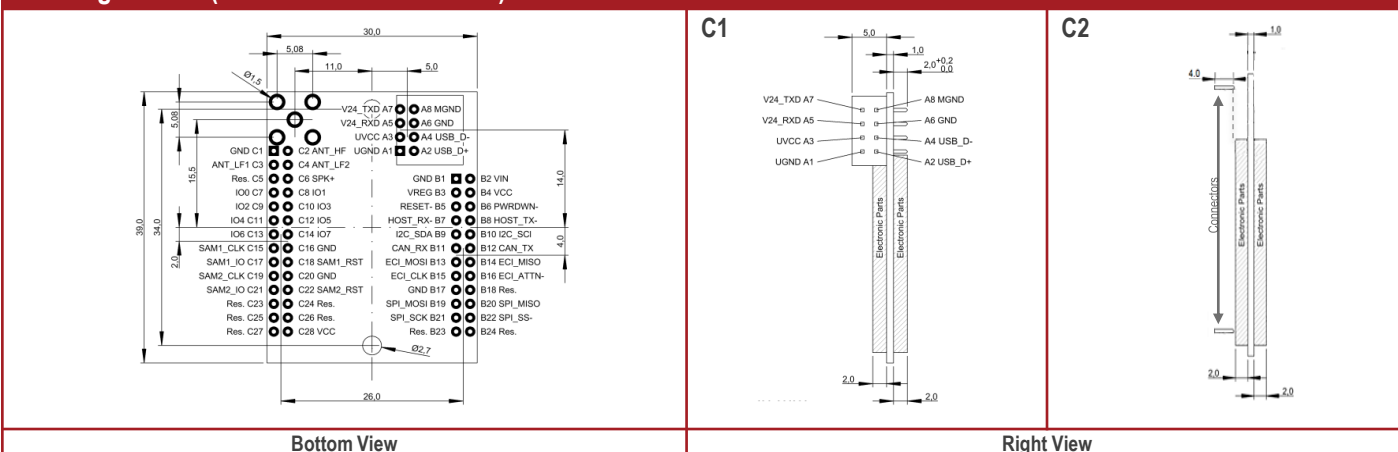 30,0
5,08
11,0
5,0
Ø1,5
39,0
5,08
34,0
15,5
2,0
14,0
4,0
V24_TXD A7 A8 MGND
V24_RXD A5 A6 GND
UVCC A3 A4 USB_D-
UGND A1 A2 USB_D+
GND C1 C2 ANT_HF
ANT_LF1 C3 C4 ANT_LF2
Res. C5 C6 SPK+
IO0 C7 C8 IO1
IO2 C9 C10 IO3
IO4 C11 C12 IO5
IO6 C13 C14 IO7
SAM1_CLK C15 C16 GND
SAM1_IO C17 C18 SAM1_RST
SAM2_CLK C19 C20 GND
SAM2_IO C21 C22 SAM2_RST
Res. C23 C24 Res.
Res. C25 C26 Res.
Res. C27 C28 VCC
GND B1 B2 VIN
VREG B3 B4 VCC
RESET- B5 B6 PWRDWN-
HOST_RX- B7 B8 HOST_TX-
I2C_SDA B9 B10 I2C_SCI
CAN_RX B11 B12 CAN_TX
ECI_MOSI B13 B14 ECI_MISO
ECI_CLK B15 B16 ECI_ATTN-
GND B17 B18 Res.
SPI_MOSI B19 B20 SPI_MISO
SPI_SCK B21 B22 SPI_SS-
Res. B23 B24 Res.
Ø2,7
26,0
Bottom View
C1
5,0
1,0
2,0+0,2 0,0
V24_TXD A7 A8 MGND
V24_RXD A5 A6 GND
UVCC A3 A4 USB_D-
UGND A1 A2 USB_D+
Electronic Parts
Electronic Parts
2,0
2,0
C2
1,0
4,0
Connectors
Electronic Parts
Electronic Parts
2,0
2,0
Right View